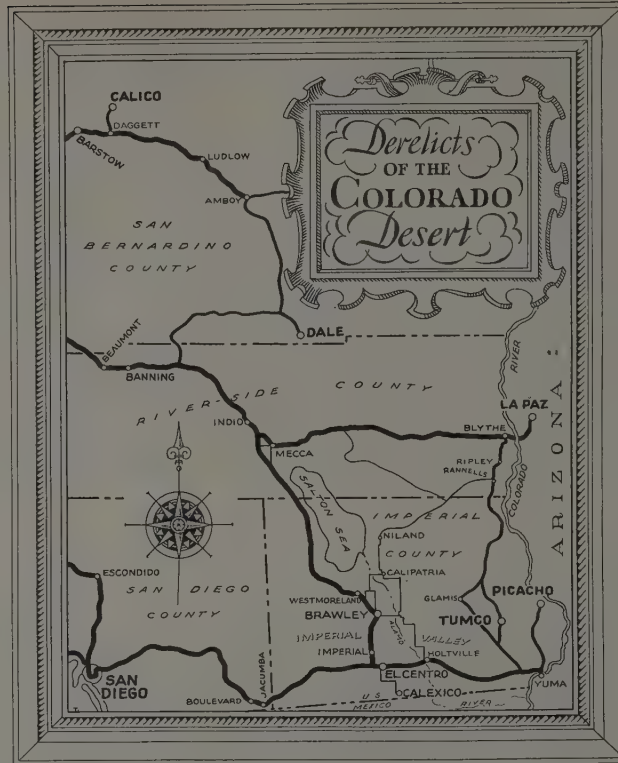 Derelicts
OF THE
COLORADO
Desert
CALICO
DAGGETT
BARSTOW
LUDLOW
AMBOY
SAN
BERNARDINO
COUNTY
DALE
BEAUMONT
BANNING
RIVER-SIDE
COUNTY
RIVER
ARIZONA
LA PAZ
INDIO
BLYTHE
MECCA
RIPLEY
RANNELLS
COLORADO
SALTON SEA
IMPERIAL
COUNTY
NILAND
CALIPATRIA
ESCONDIDO
SAN DIEGO
COUNTY
WESTMORELAND
GLAMIS
PICACHO
BRAWLEY
TUMCO
ALAMO
IMPERIAL
VALLEY
IMPERIAL
HOLTVILLE
SAN
DIEGO
EL CENTRO
YUMA
JACUMBA
BOULEVARD
CALEXICO
U S
MEXICO
RIVER